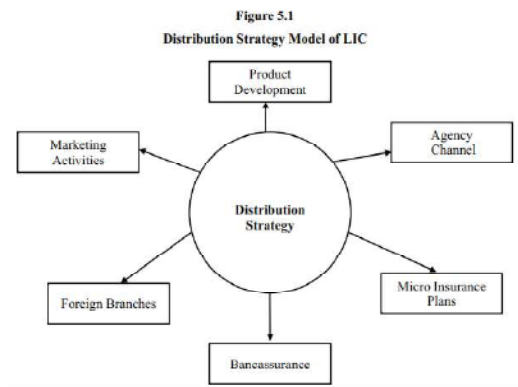 Figure 5.1
Distribution Strategy Model of LIC
Product
Development
Agency
Channel
Marketing
Activities
Distribution
Strategy
Micro Insurance
Plans
Foreign Branches
Bancassurance